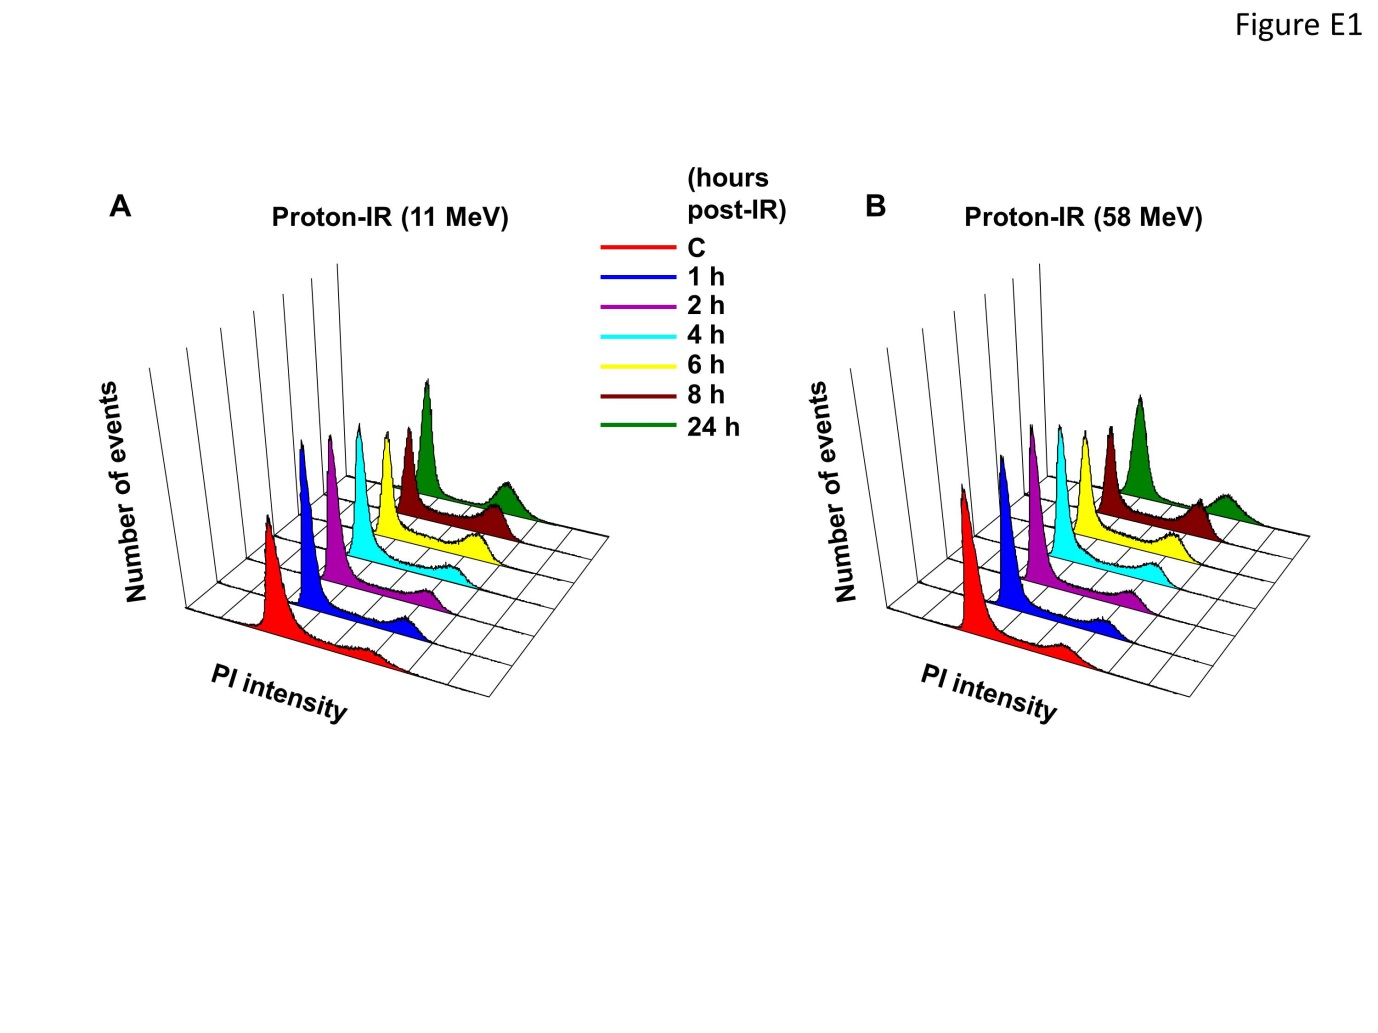 Figure E1
(hours
post-IR)
A
Proton-IR (11 MeV)
B
Proton-IR (58 MeV)
C
1 h
2 h
4 h
6 h
8 h
24 h
Number of events
PI intensity
Number of events
PI intensity